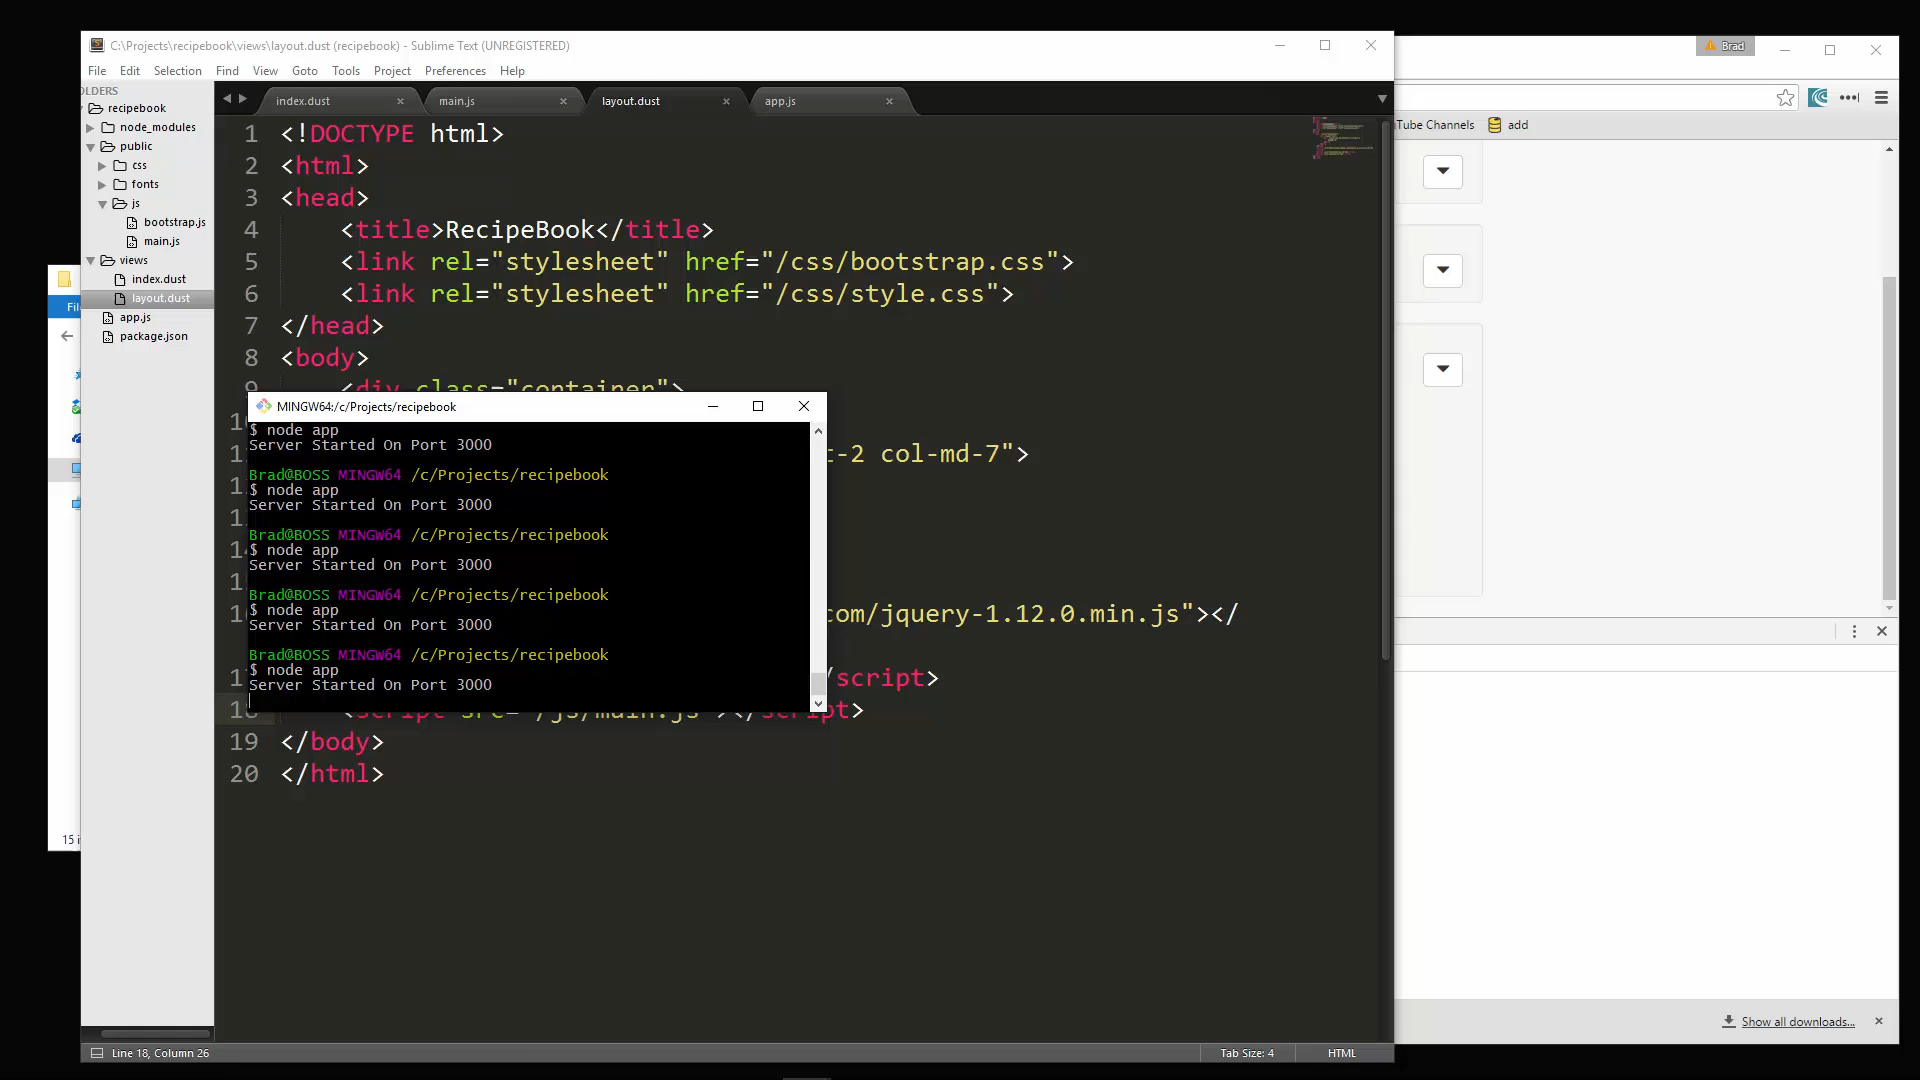 C:\Projects\recipebook\views\layout.dust (recipebook) - Sublime Text (UNREGISTERED)
Brad
File Edit Selection Find View Goto Tools Project Preferences Help
OLDERS
recipebook
node_modules
public
css
fonts
js
bootstrap.js
main.js
views
index.dust
layout.dust
app.js
package.json
index.dust main.js layout.dust app.js
Tube Channels add
1 <!DOCTYPE html>
2 <html>
3 <head>
4 <title>RecipeBook</title>
5 <link rel="stylesheet" href="/css/bootstrap.css">
6 <link rel="stylesheet" href="/css/style.css">
7 </head>
8 <body>
9 <div class="container">
t-2 col-md-7">
com/jquery-1.12.0.min.js"></
/script>
18 <script src="/js/main.js"></script>
19 </body>
20 </html>
MINGW64:/c/Projects/recipebook
$ node app
Server Started On Port 3000
Brad@BOSS MINGW64 /c/Projects/recipebook
$ node app
Server Started On Port 3000
Brad@BOSS MINGW64 /c/Projects/recipebook
$ node app
Server Started On Port 3000
Brad@BOSS MINGW64 /c/Projects/recipebook
$ node app
Server Started On Port 3000
Brad@BOSS MINGW64 /c/Projects/recipebook
$ node app
Server Started On Port 3000
Fil
15 i
Show all downloads...
Line 18, Column 26
Tab Size: 4
HTML